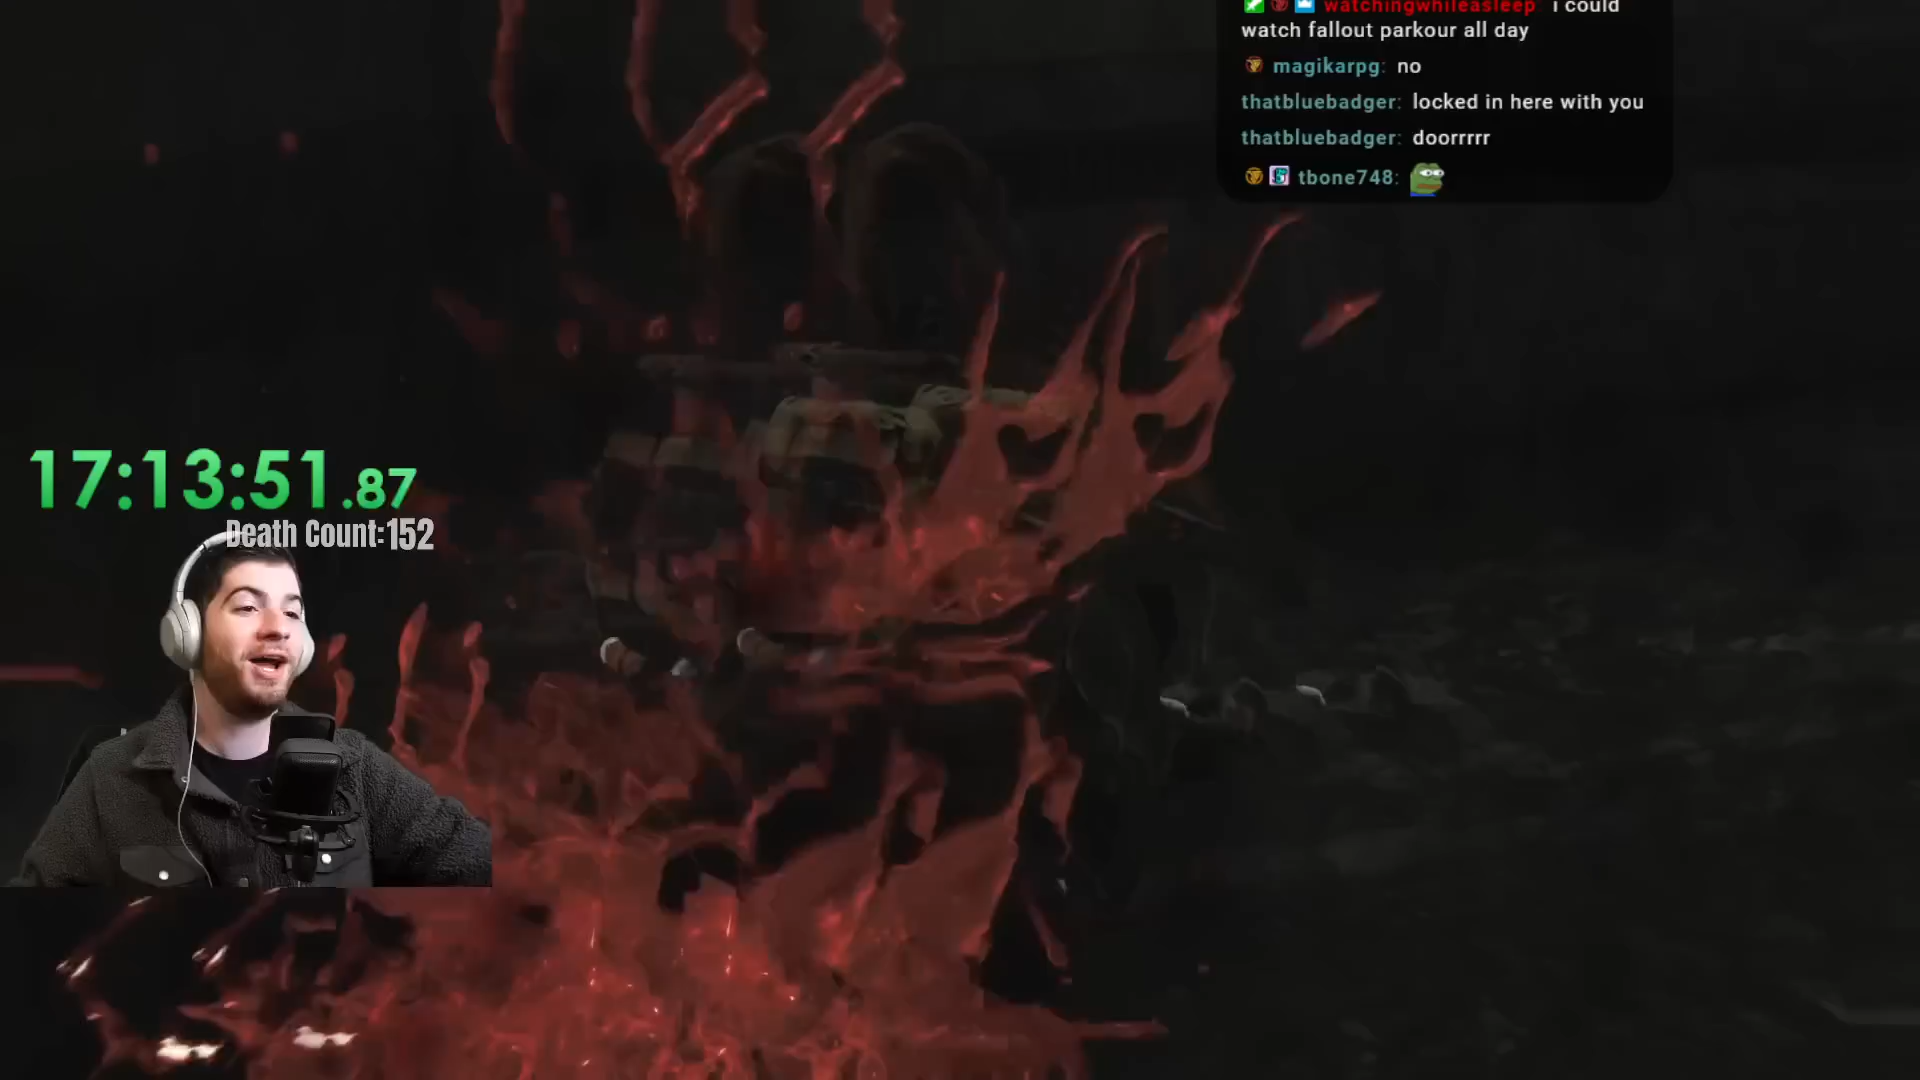 watchingwhileasleep: i could
watch fallout parkour all day
magikarpg: no
thatbluebadger: locked in here with you
thatbluebadger: doorrrrr
tbone748:
17:13:51.87
Death Count:152